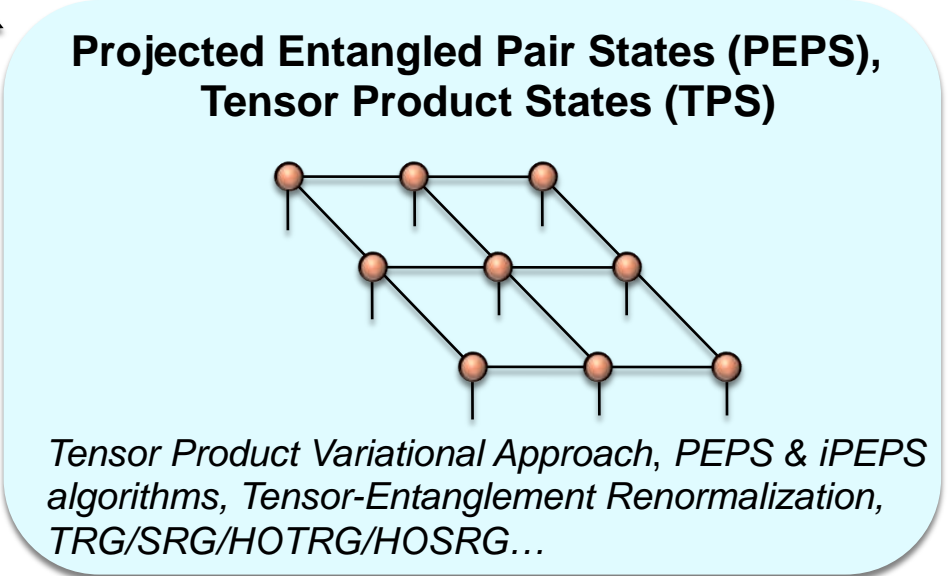 Projected Entangled Pair States (PEPS),
Tensor Product States (TPS)
Tensor Product Variational Approach, PEPS & iPEPS
algorithms, Tensor-Entanglement Renormalization,
TRG/SRG/HOTRG/HOSRG…